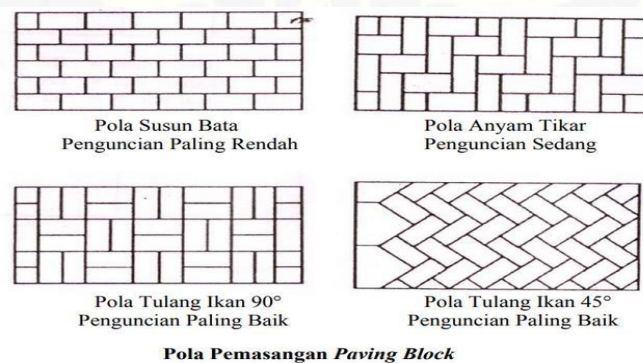 Pola Susun Bata
Penguncian Paling Rendah
Pola Anyam Tikar
Penguncian Sedang
Pola Tulang Ikan 90°
Penguncian Paling Baik
Pola Tulang Ikan 45°
Penguncian Paling Baik
Pola Pemasangan Paving Block